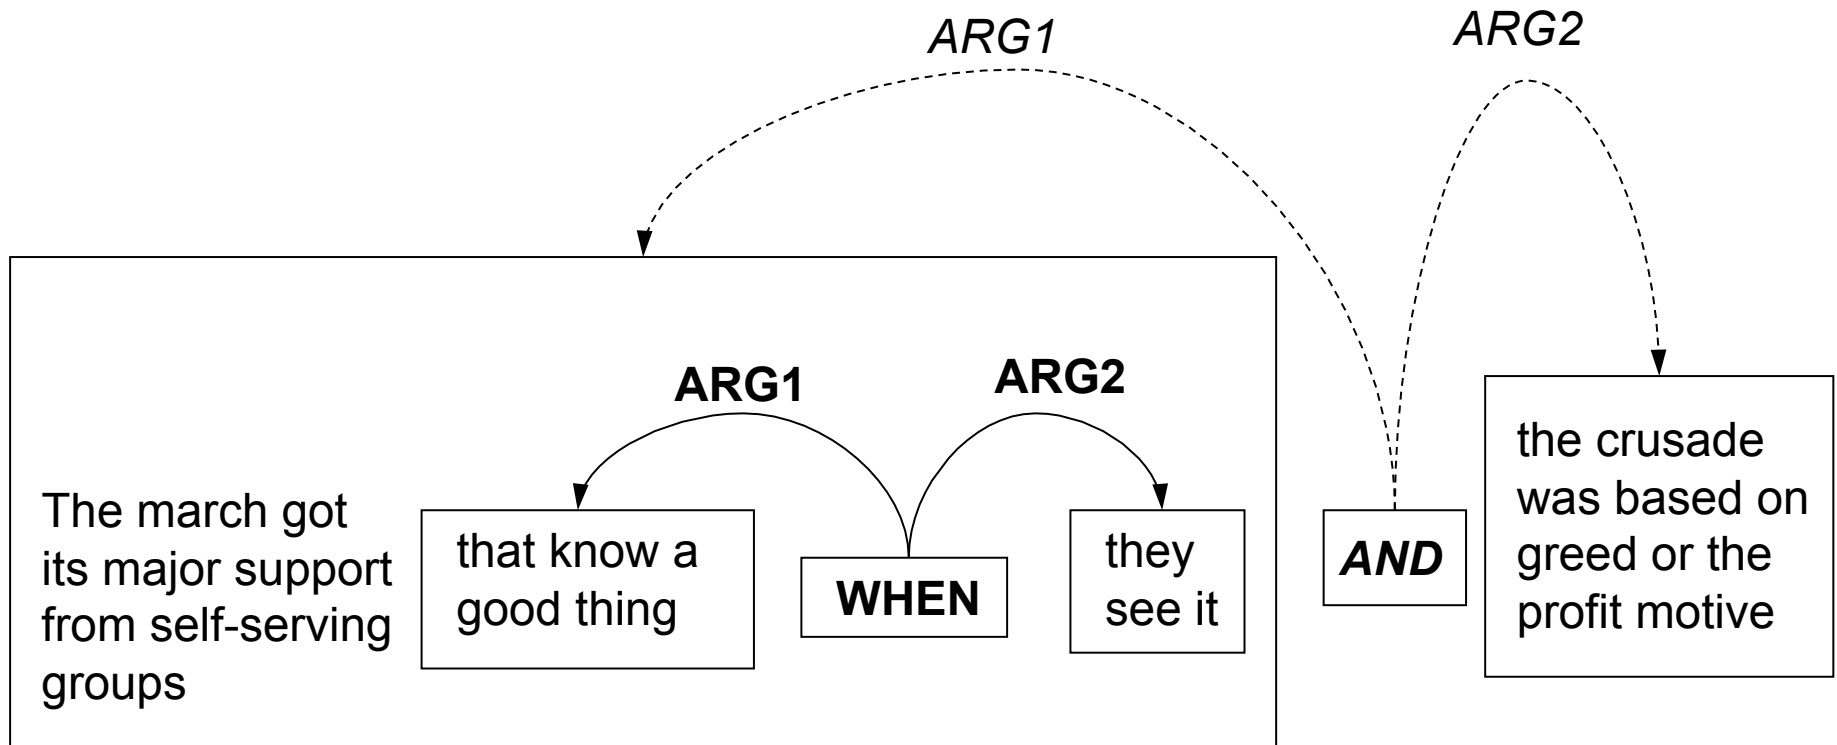 ARG1
ARG2
ARG1
ARG2
The march got
its major support
from self-serving
groups
that know a
good thing
WHEN
they
see it
AND
the crusade
was based on
greed or the
profit motive